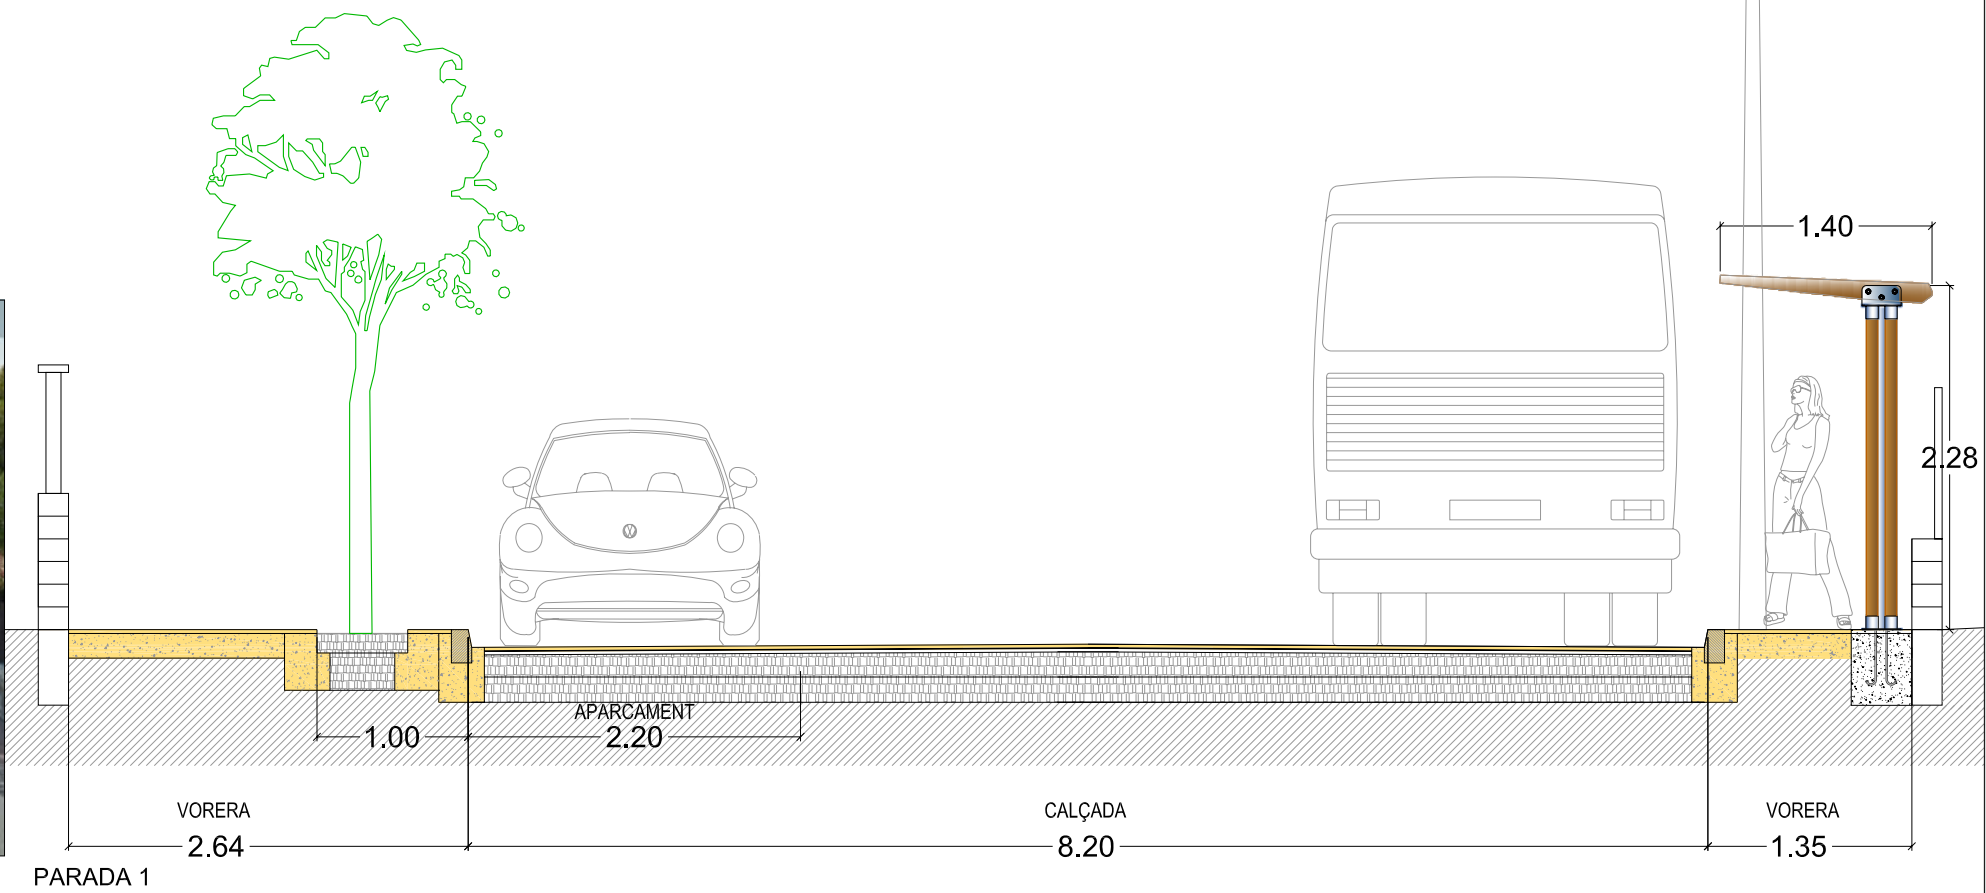 1.40
2.28
APARCAMENT
1.00
2.20
VORERA
CALÇADA
VORERA
2.64
8.20
1.35
PARADA 1